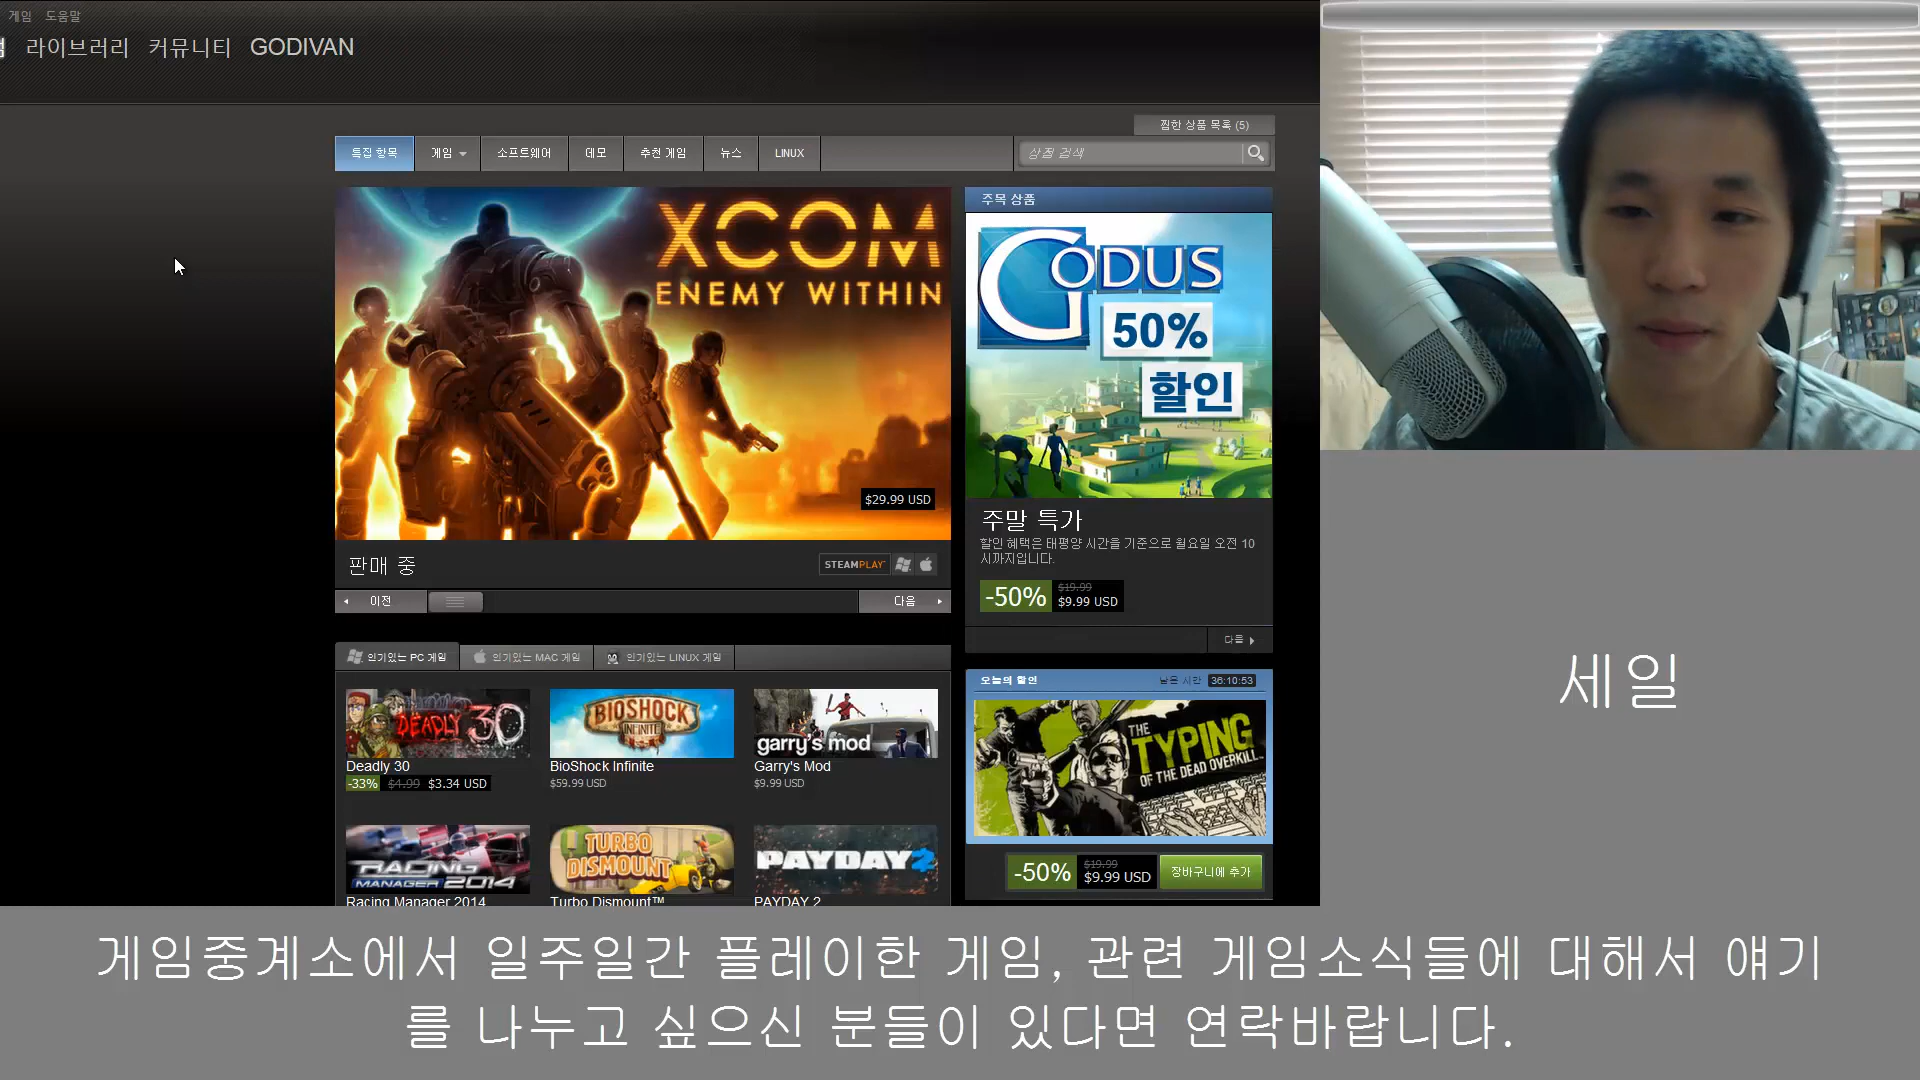 게임 도움말
라이브러리 커뮤니티 GODIVAN
찜한 상품 목록 (5)
특집 항목 게임 소프트웨어 데모 추천 게임 뉴스 LINUX 상점 검색
XCOM
ENEMY WITHIN
$29.99 USD
판매 중
STEAMPLAY
이전 다음
주목 상품
GODUS
50%
할인
주말 특가
할인 혜택은 태평양 시간을 기준으로 월요일 오전 10
시까지입니다.
-50% $19.99 $9.99 USD
다음
인기있는 PC 게임 인기있는 MAC 게임 인기있는 LINUX 게임
DEADLY 30 BIOSHOCK INFINITE garry's mod
Deadly 30 BioShock Infinite Garry's Mod
-33% $4.99 $3.34 USD $59.99 USD $9.99 USD
RACING MANAGER 2014 TURBO DISMOUNT PAYDAY 2
Racing Manager 2014 Turbo Dismount™ PAYDAY 2
오늘의 할인 남은 시간 36:10:53
THE TYPING
OF THE DEAD OVERKILL
-50% $19.99 $9.99 USD 장바구니에 추가
세일
게임중계소에서 일주일간 플레이한 게임, 관련 게임소식들에 대해서 얘기
를 나누고 싶으신 분들이 있다면 연락바랍니다.